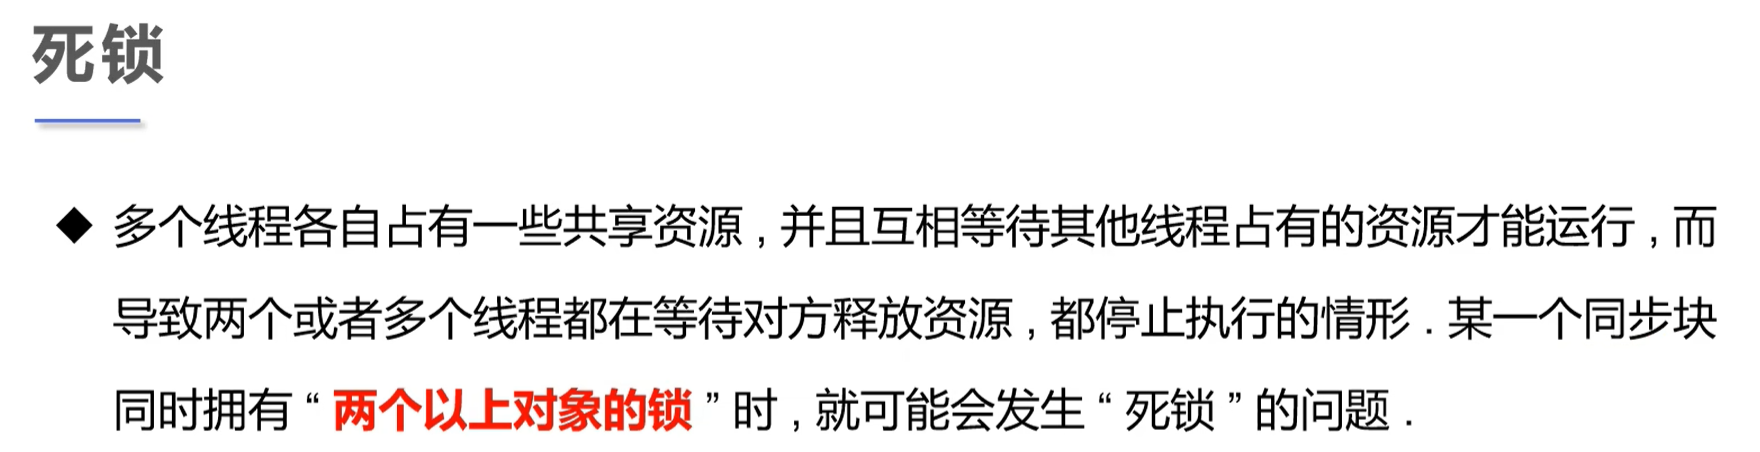 死锁
◆ 多个线程各自占有一些共享资源 , 并且互相等待其他线程占有的资源才能运行 , 而
导致两个或者多个线程都在等待对方释放资源 , 都停止执行的情形 . 某一个同步块
同时拥有 “ 两个以上对象的锁 ” 时 , 就可能会发生 “ 死锁 ” 的问题 .